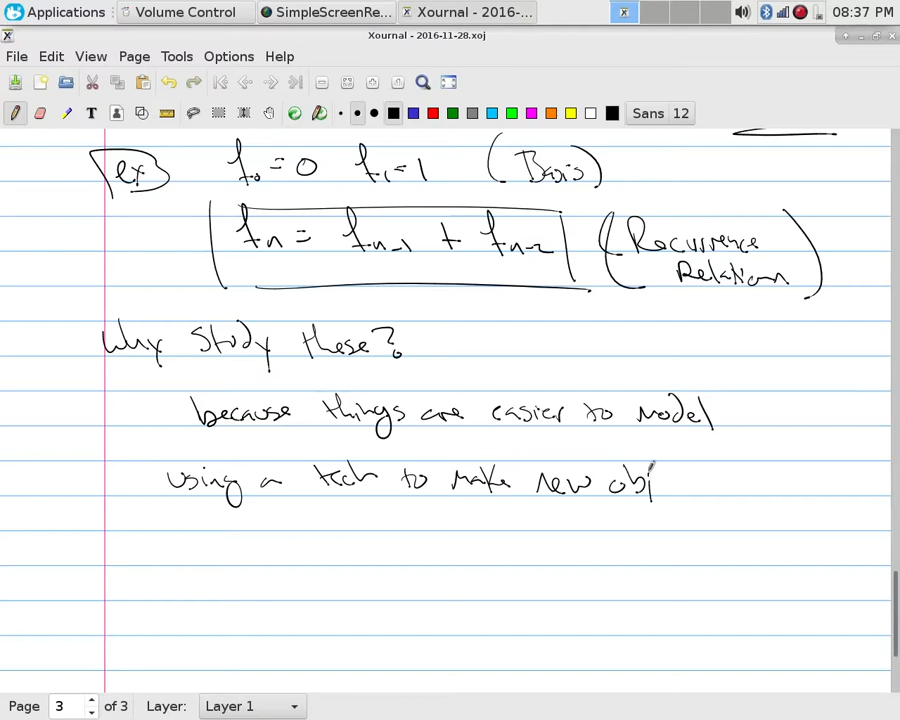 Applications Volume Control SimpleScreenRe... Xournal - 2016-... 08:37 PM
Xournal - 2016-11-28.xoj
File Edit View Page Tools Options Help
T Sans 12
ex f₀ = 0 f₁ = 1 (Basis)
fₙ = fₙ₋₁ + fₙ₋₂ (Recurrence
Relation)
Why Study these?
because things are easier to model
using a tech to make new obj
Page 3 of 3 Layer: Layer 1